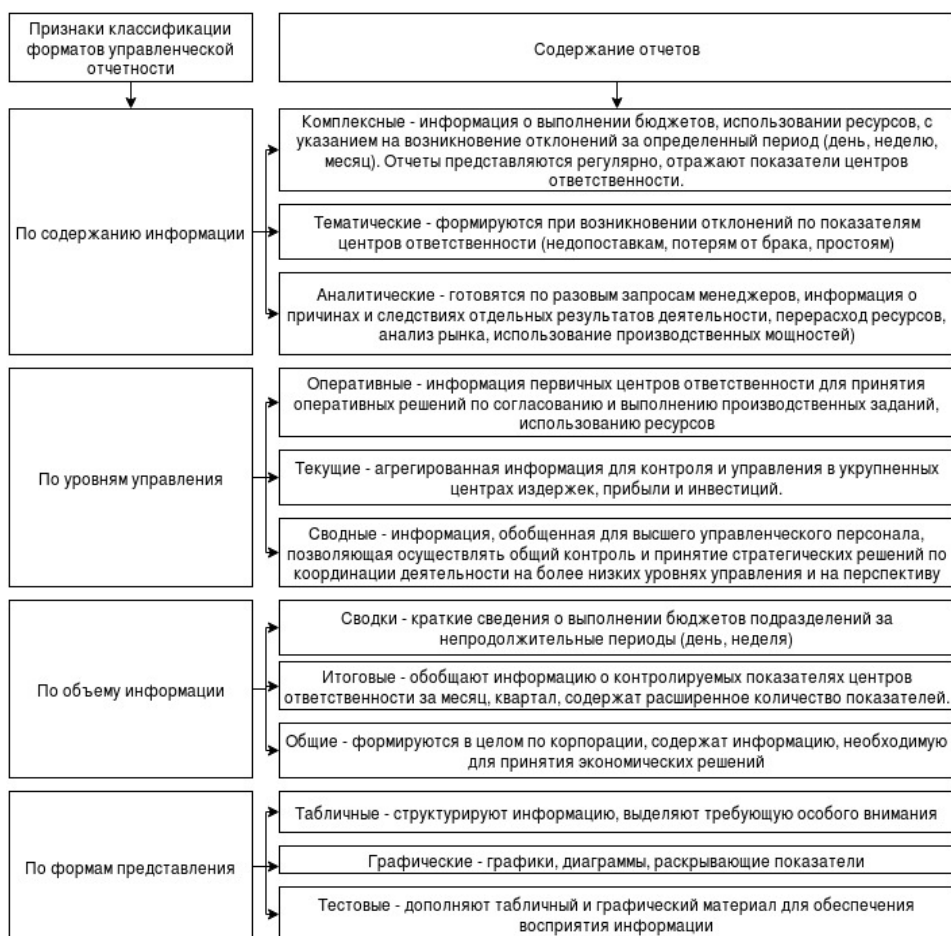 Признаки классификации
форматов управленческой
отчетности
Содержание отчетов
По содержанию информации
Комплексные - информация о выполнении бюджетов, использовании ресурсов, с
указанием на возникновение отклонений за определенный период (день, неделю,
месяц). Отчеты представляются регулярно, отражают показатели центров
ответственности.
Тематические - формируются при возникновении отклонений по показателям
центров ответственности (недопоставкам, потерям от брака, простоям)
Аналитические - готовятся по разовым запросам менеджеров, информация о
причинах и следствиях отдельных результатов деятельности, перерасход ресурсов,
анализ рынка, использование производственных мощностей)
По уровням управления
Оперативные - информация первичных центров ответственности для принятия
оперативных решений по согласованию и выполнению производственных заданий,
использованию ресурсов
Текущие - агрегированная информация для контроля и управления в укрупненных
центрах издержек, прибыли и инвестиций.
Сводные - информация, обобщенная для высшего управленческого персонала,
позволяющая осуществлять общий контроль и принятие стратегических решений по
координации деятельности на более низких уровнях управления и на перспективу
По объему информации
Сводки - краткие сведения о выполнении бюджетов подразделений за
непродолжительные периоды (день, неделя)
Итоговые - обобщают информацию о контролируемых показателях центров
ответственности за месяц, квартал, содержат расширенное количество показателей.
Общие - формируются в целом по корпорации, содержат информацию, необходимую
для принятия экономических решений
По формам представления
Табличные - структурируют информацию, выделяют требующую особого внимания
Графические - графики, диаграммы, раскрывающие показатели
Тестовые - дополняют табличный и графический материал для обеспечения
восприятия информации